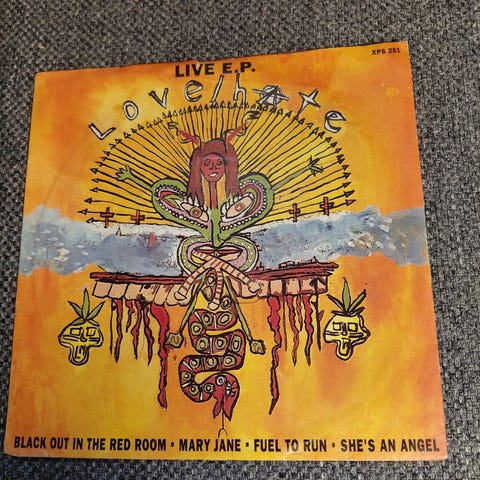 XPS 251
LIVE E.P.
Love/hate
BLACK OUT IN THE RED ROOM ▪ MARY JANE ▪ FUEL TO RUN ▪ SHE'S AN ANGEL